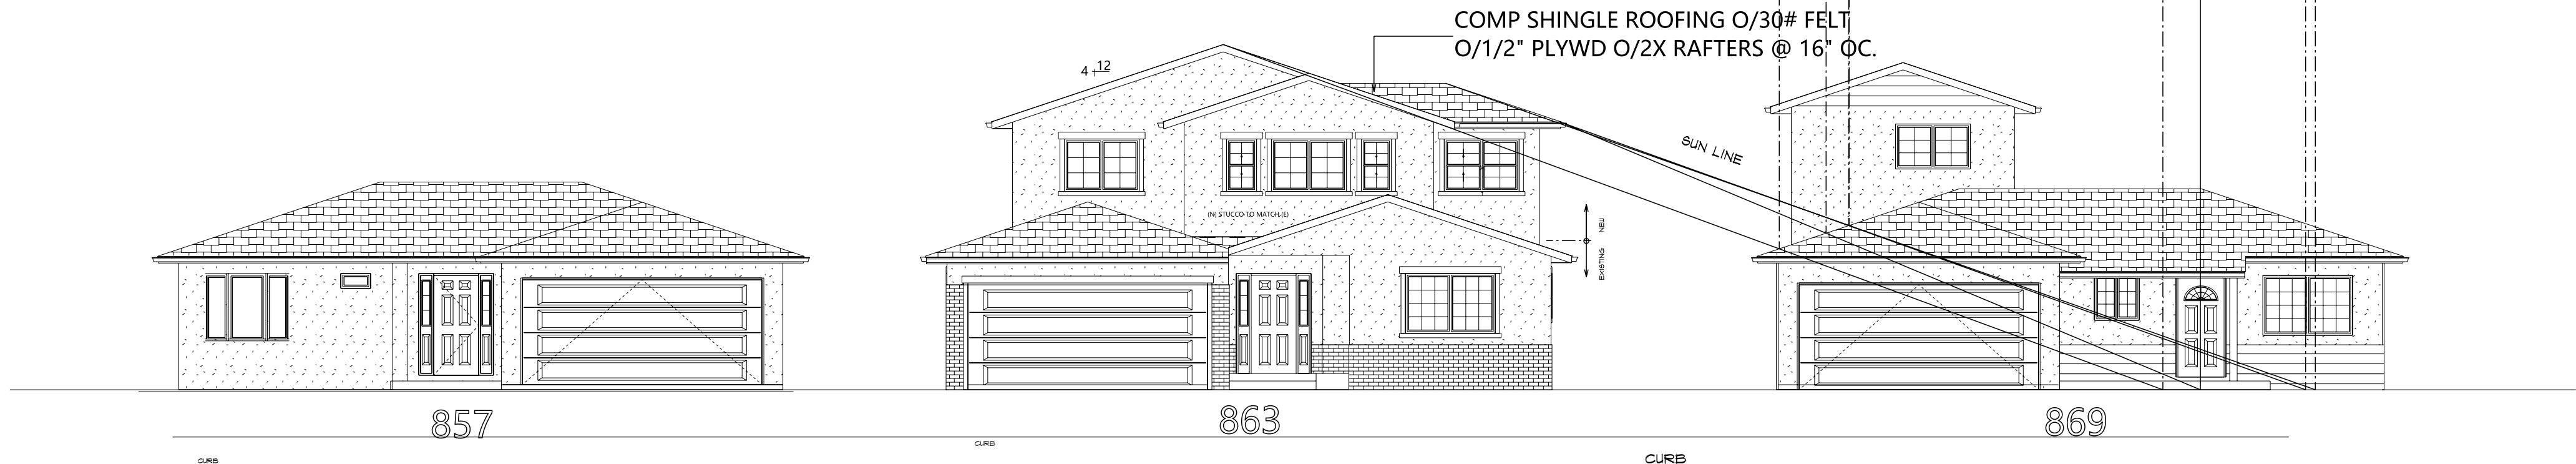 COMP SHINGLE ROOFING O/30# FELT
O/1/2" PLYWD O/2X RAFTERS @ 16" OC.
4 12
SUN LINE
(N) STUCCO TO MATCH (E)
NEW
EXISTING
857
863
869
CURB
CURB
CURB